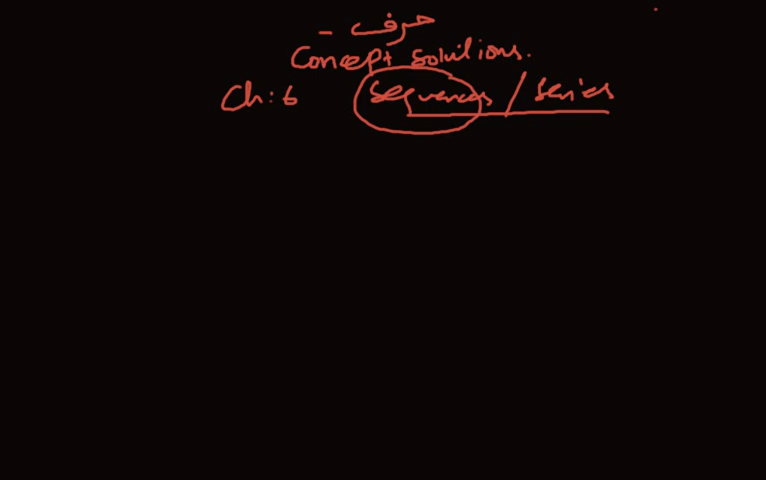 حرف -
Concept Solutions.
Ch: 6 Sequences / Series